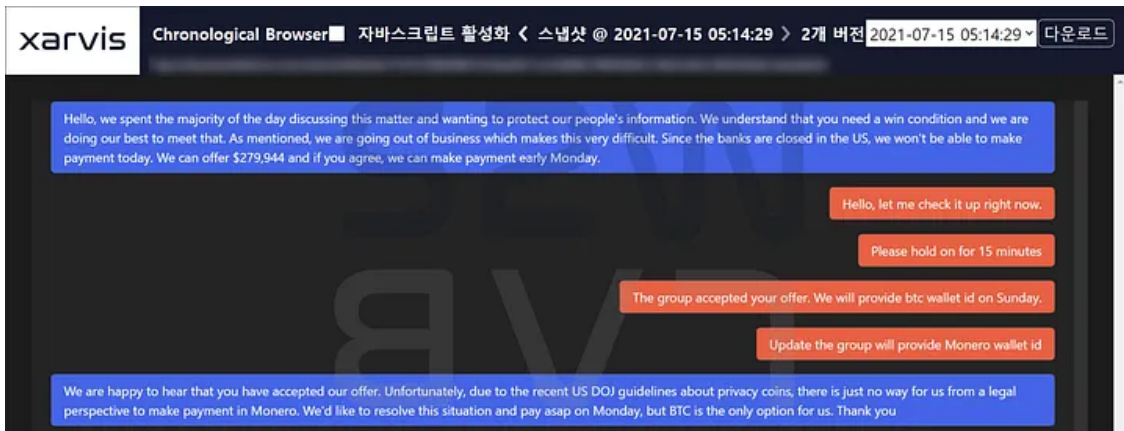 xarvis
Chronological Browser 자바스크립트 활성화 < 스냅샷 @ 2021-07-15 05:14:29 > 2개 버전 2021-07-15 05:14:29 다운로드
Hello, we spent the majority of the day discussing this matter and wanting to protect our people's information. We understand that you need a win condition and we are
doing our best to meet that. As mentioned, we are going out of business which makes this very difficult. Since the banks are closed in the US, we won't be able to make
payment today. We can offer $279,944 and if you agree, we can make payment early Monday.
Hello, let me check it up right now.
Please hold on for 15 minutes
The group accepted your offer. We will provide btc wallet id on Sunday.
Update the group will provide Monero wallet id
We are happy to hear that you have accepted our offer. Unfortunately, due to the recent US DOJ guidelines about privacy coins, there is just no way for us from a legal
perspective to make payment in Monero. We'd like to resolve this situation and pay asap on Monday, but BTC is the only option for us. Thank you